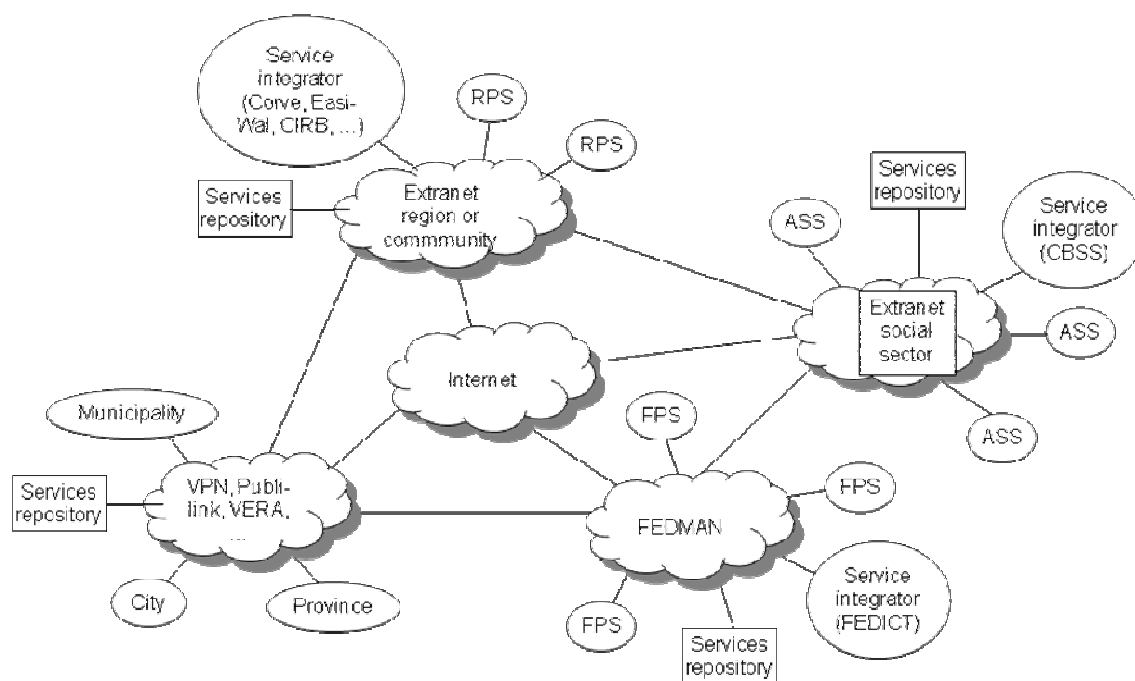 Service
integrator
(Corve, Easi-
Wal, CIRB, ...)
RPS
RPS
Services
repository
Extranet
region or
commmunity
Services
repository
ASS
Service
integrator
(CBSS)
Extranet
social
sector
ASS
ASS
Internet
Municipality
Services
repository
VPN, Publi-
link, VERA,
...
City
Province
FPS
FPS
FEDMAN
FPS
Services
repository
Service
integrator
(FEDICT)